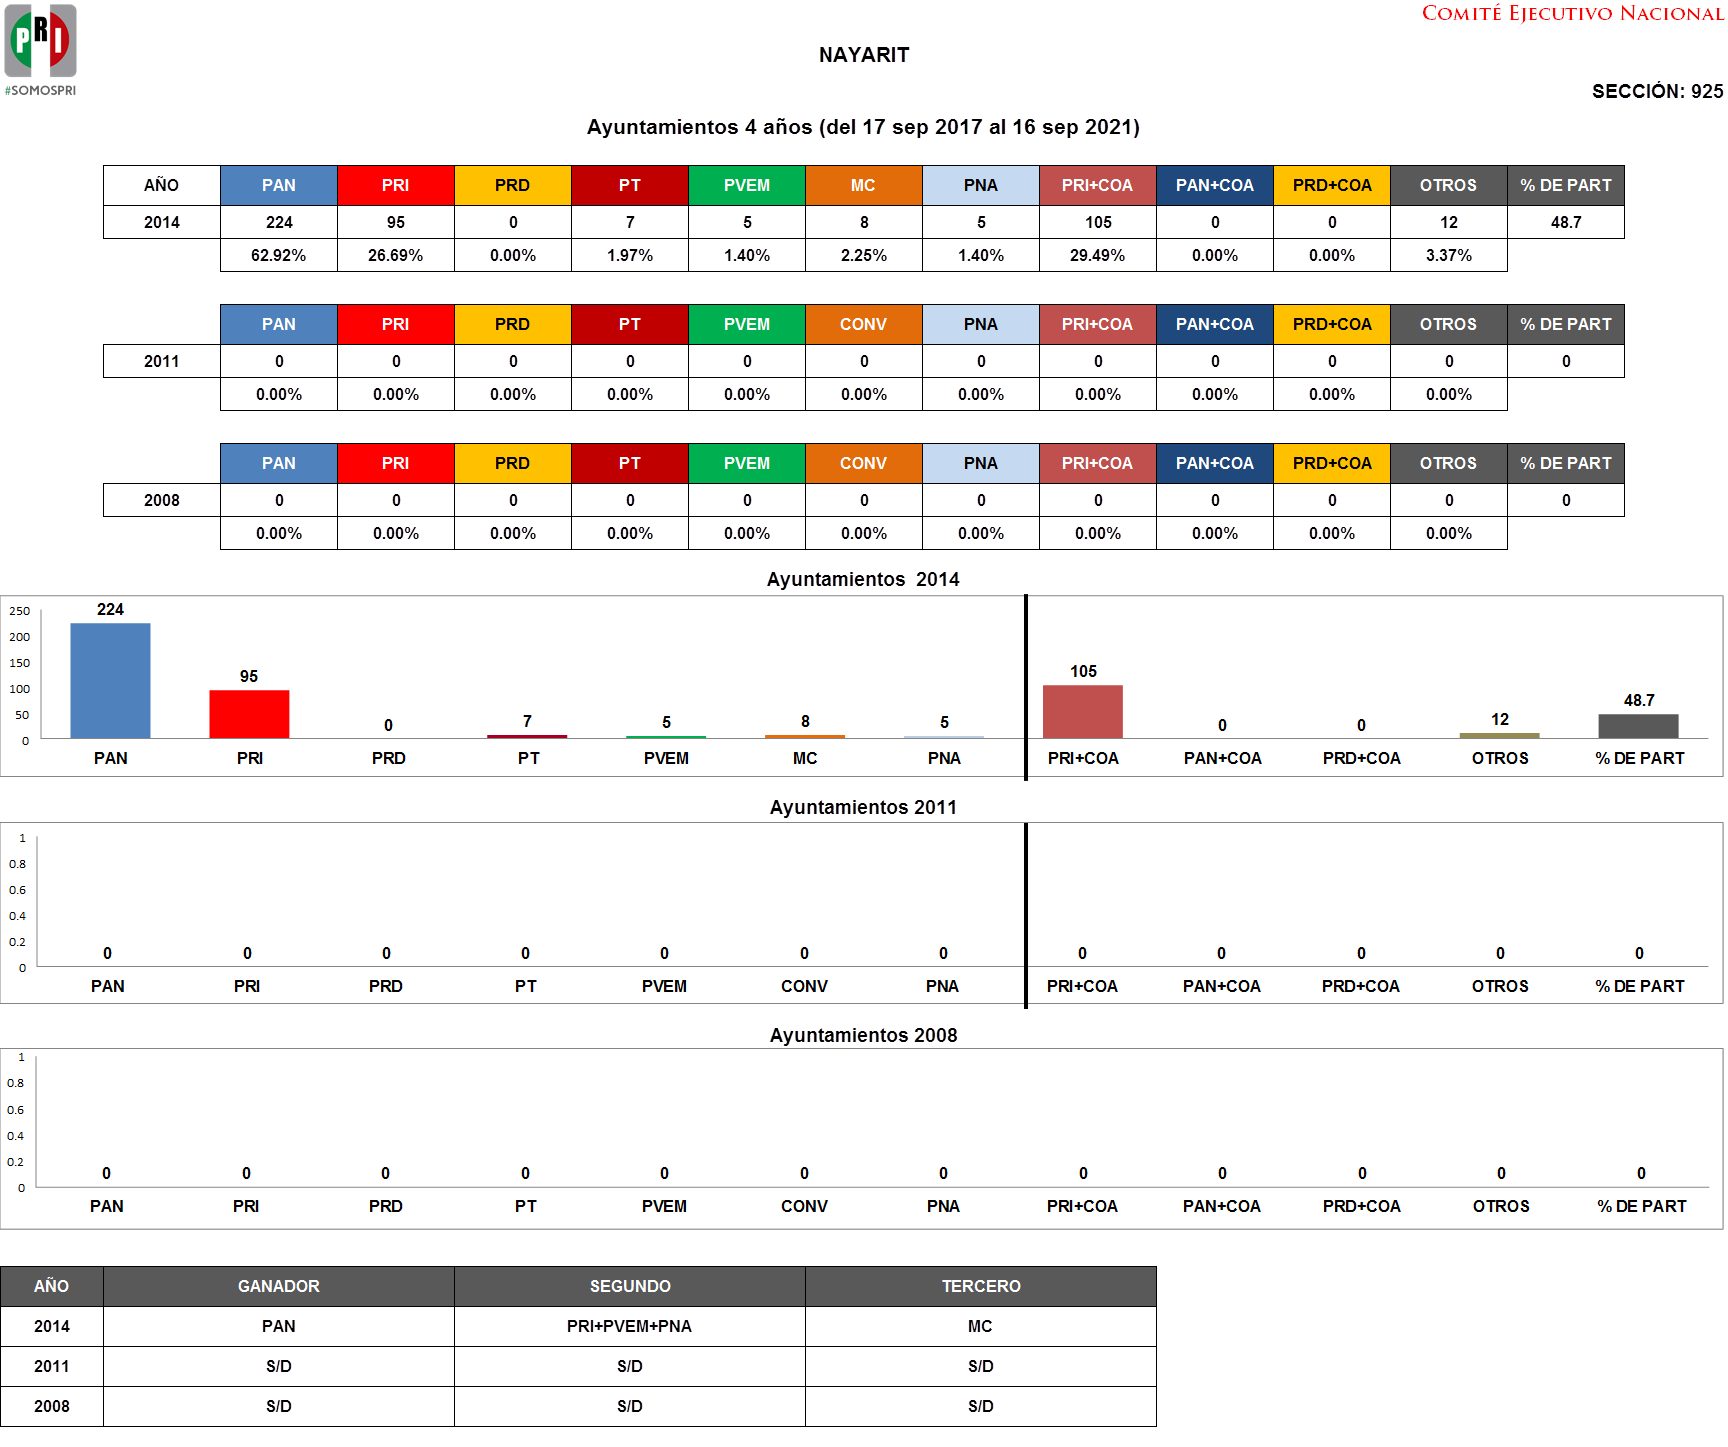 PRI
#SOMOSPRI
COMITÉ EJECUTIVO NACIONAL
NAYARIT
SECCIÓN: 925
Ayuntamientos 4 años (del 17 sep 2017 al 16 sep 2021)
AÑO PAN PRI PRD PT PVEM MC PNA PRI+COA PAN+COA PRD+COA OTROS % DE PART
2014 224 95 0 7 5 8 5 105 0 0 12 48.7
62.92% 26.69% 0.00% 1.97% 1.40% 2.25% 1.40% 29.49% 0.00% 0.00% 3.37%
PAN PRI PRD PT PVEM CONV PNA PRI+COA PAN+COA PRD+COA OTROS % DE PART
2011 0 0 0 0 0 0 0 0 0 0 0 0
0.00% 0.00% 0.00% 0.00% 0.00% 0.00% 0.00% 0.00% 0.00% 0.00% 0.00%
PAN PRI PRD PT PVEM CONV PNA PRI+COA PAN+COA PRD+COA OTROS % DE PART
2008 0 0 0 0 0 0 0 0 0 0 0 0
0.00% 0.00% 0.00% 0.00% 0.00% 0.00% 0.00% 0.00% 0.00% 0.00% 0.00%
Ayuntamientos 2014
250
200
150
100
50
0
224 95 0 7 5 8 5 105 0 0 12 48.7
PAN PRI PRD PT PVEM MC PNA PRI+COA PAN+COA PRD+COA OTROS % DE PART
Ayuntamientos 2011
1
0.8
0.6
0.4
0.2
0
0 0 0 0 0 0 0 0 0 0 0 0
PAN PRI PRD PT PVEM CONV PNA PRI+COA PAN+COA PRD+COA OTROS % DE PART
Ayuntamientos 2008
1
0.8
0.6
0.4
0.2
0
0 0 0 0 0 0 0 0 0 0 0 0
PAN PRI PRD PT PVEM CONV PNA PRI+COA PAN+COA PRD+COA OTROS % DE PART
AÑO GANADOR SEGUNDO TERCERO
2014 PAN PRI+PVEM+PNA MC
2011 S/D S/D S/D
2008 S/D S/D S/D